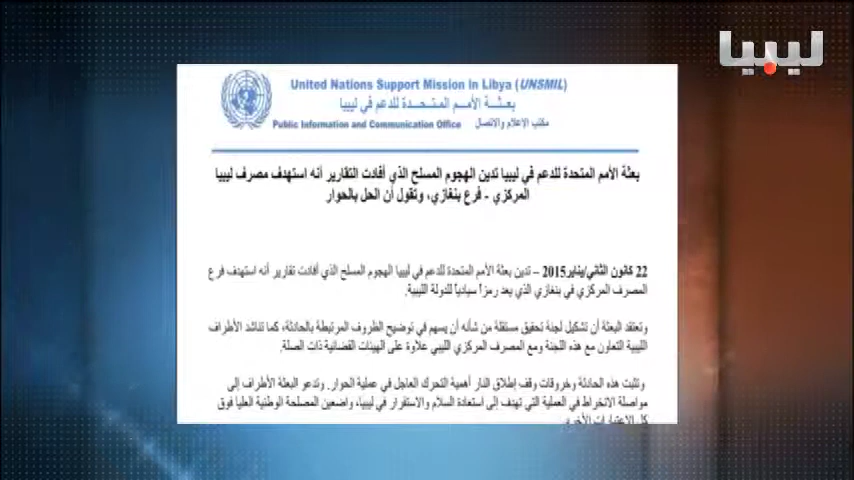 ليبيا
United Nations Support Mission in Libya (UNSMIL)
بعثة الأمم المتحدة للدعم في ليبيا
Public Information and Communication Office مكتب الإعلام والاتصال
بعثة الأمم المتحدة للدعم في ليبيا تدين الهجوم المسلح الذي أفادت التقارير أنه استهدف مصرف ليبيا
المركزي - فرع بنغازي، وتقول أن الحل بالحوار
22 كانون الثاني/يناير2015 – تدين بعثة الأمم المتحدة للدعم في ليبيا الهجوم المسلح الذي أفادت تقارير أنه استهدف فرع
المصرف المركزي في بنغازي الذي يعد رمزاً سيادياً للدولة الليبية.
وتعتقد البعثة أن تشكيل لجنة تحقيق مستقلة من شأنه أن يسهم في توضيح الظروف المرتبطة بالحادثة، كما تناشد الأطراف
الليبية التعاون مع هذه اللجنة ومع المصرف المركزي الليبي علاوة على الهيئات القضائية ذات الصلة.
وتثبت هذه الحادثة وخروقات وقف إطلاق النار أهمية التحرك العاجل في عملية الحوار. وتدعو البعثة الأطراف إلى
مواصلة الانخراط في العملية التي تهدف إلى استعادة السلام والاستقرار في ليبيا، واضعين المصلحة الوطنية العليا فوق
كل الاعتبارات الأخرى